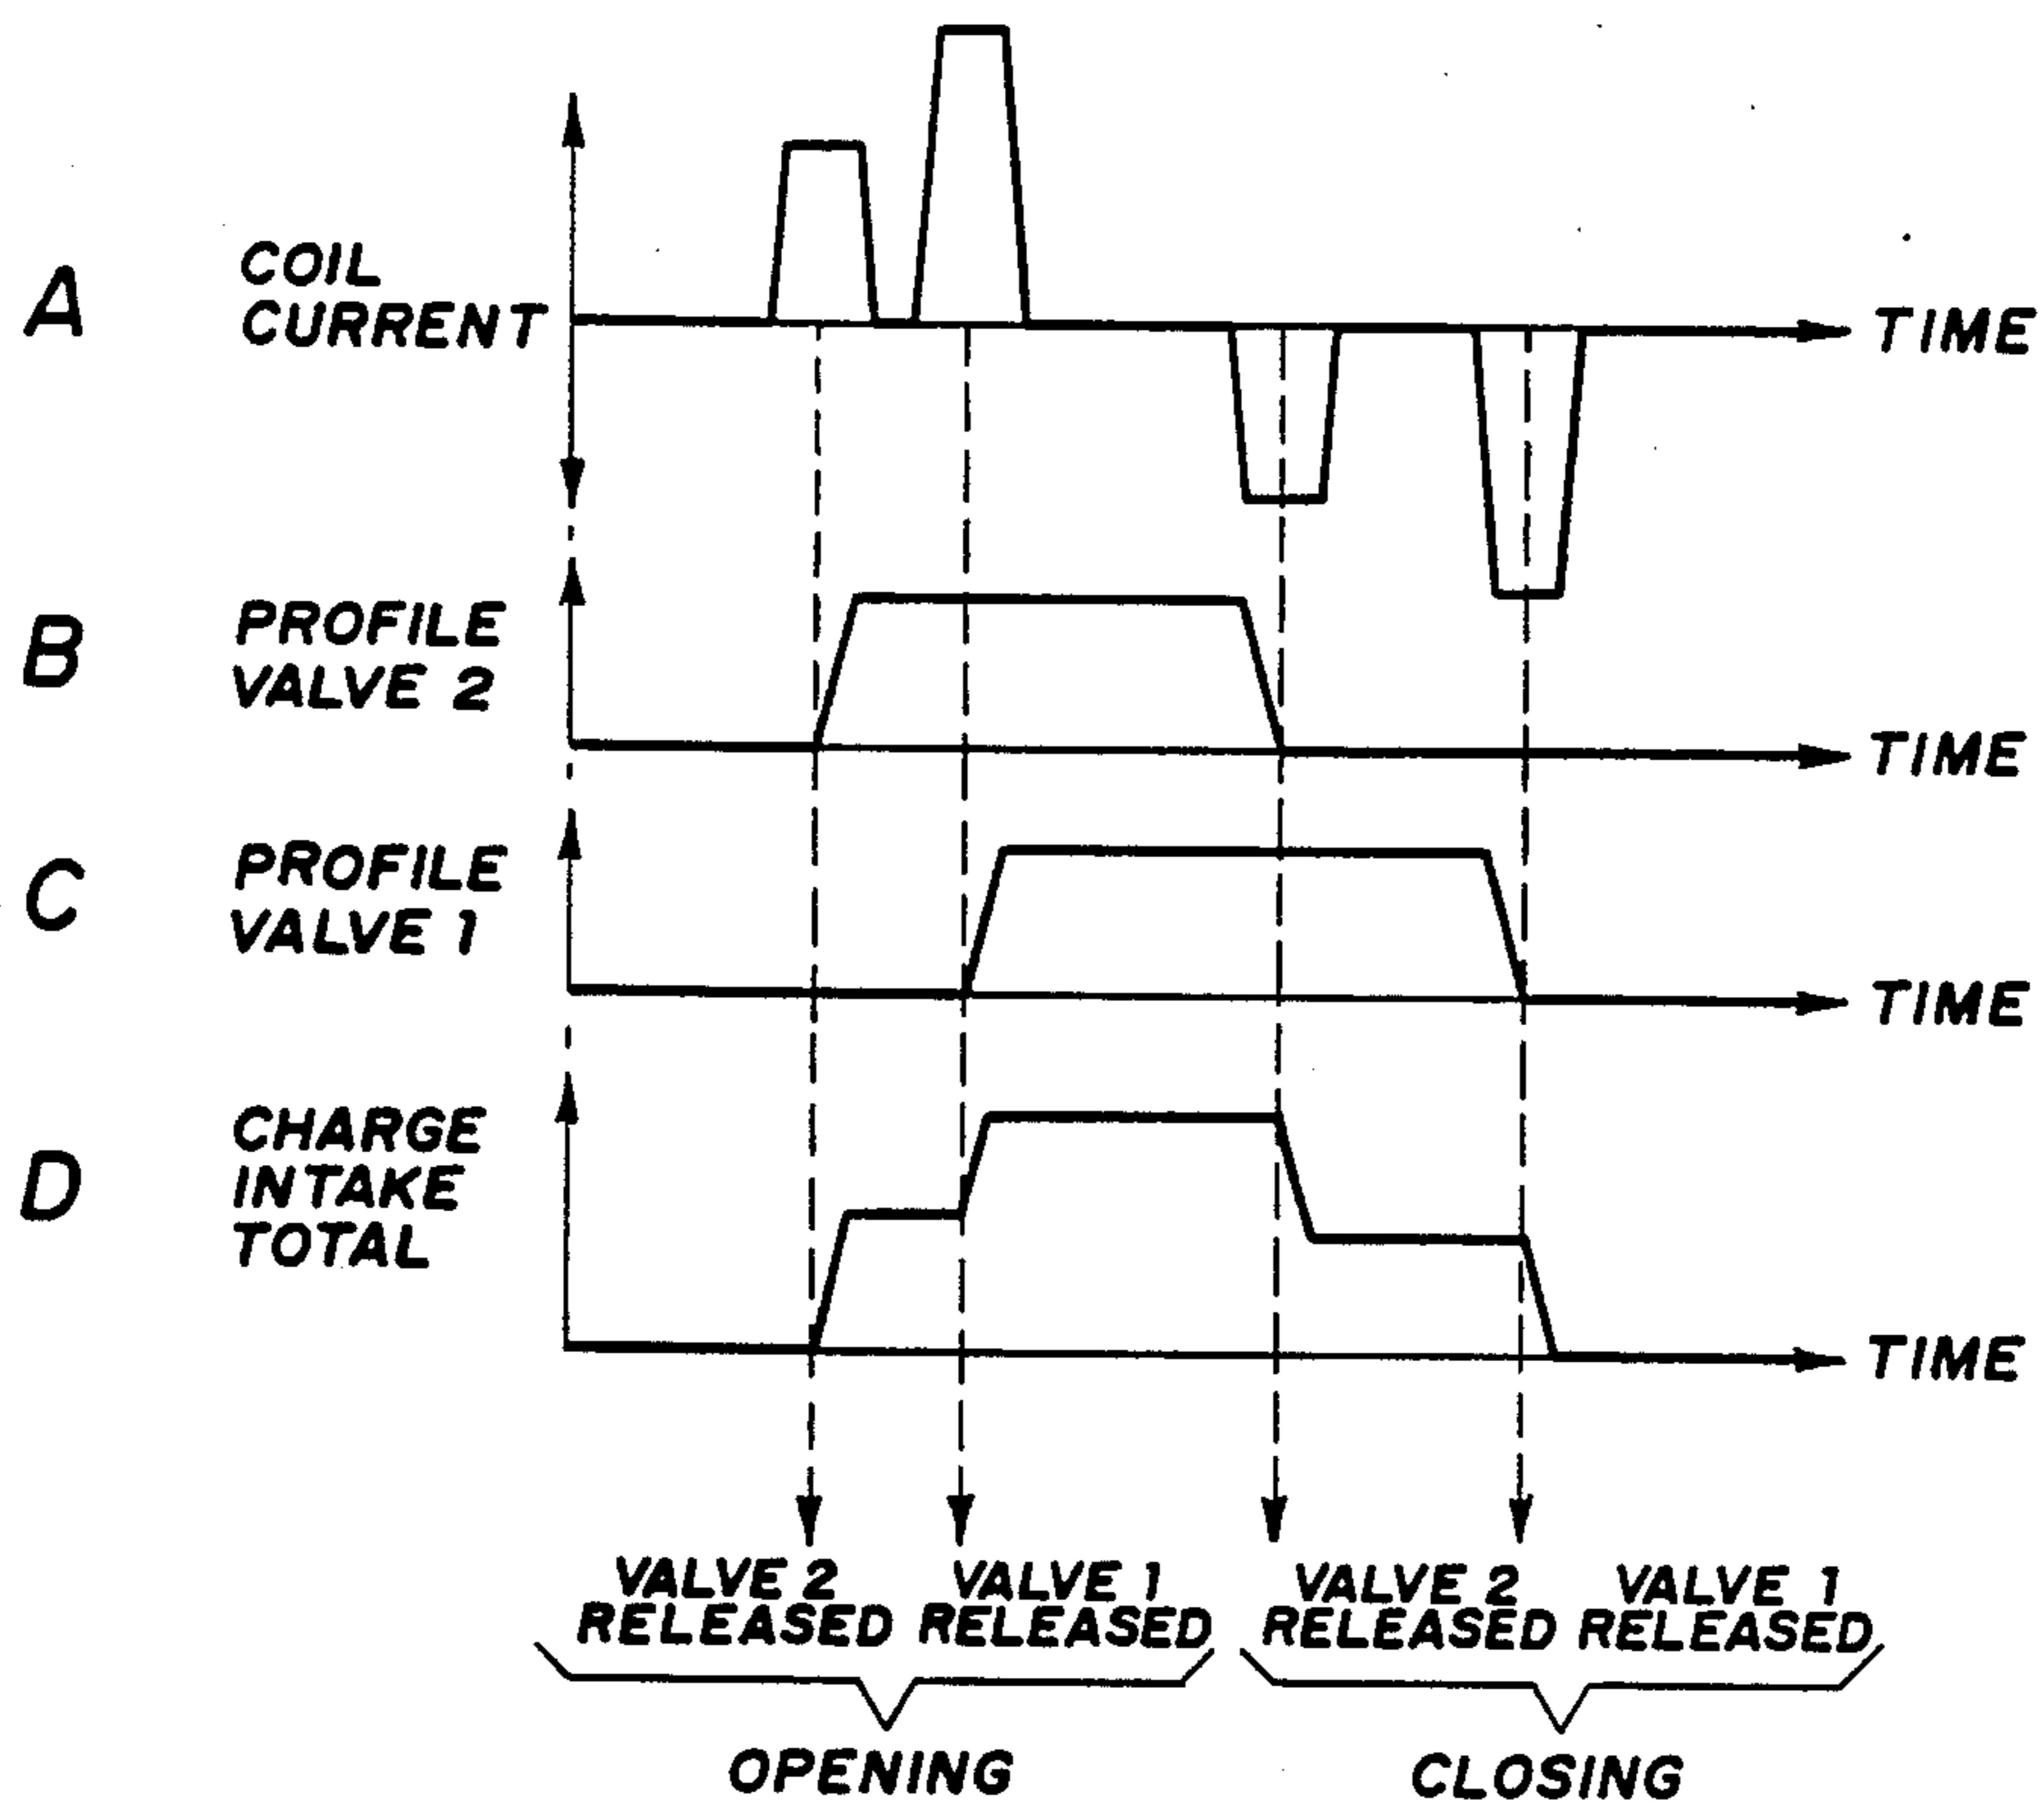 A
COIL
CURRENT
TIME
B
PROFILE
VALVE 2
TIME
C
PROFILE
VALVE 1
TIME
D
CHARGE
INTAKE
TOTAL
TIME
VALVE 2
RELEASED
VALVE 1
RELEASED
VALVE 2
RELEASED
VALVE 1
RELEASED
OPENING
CLOSING